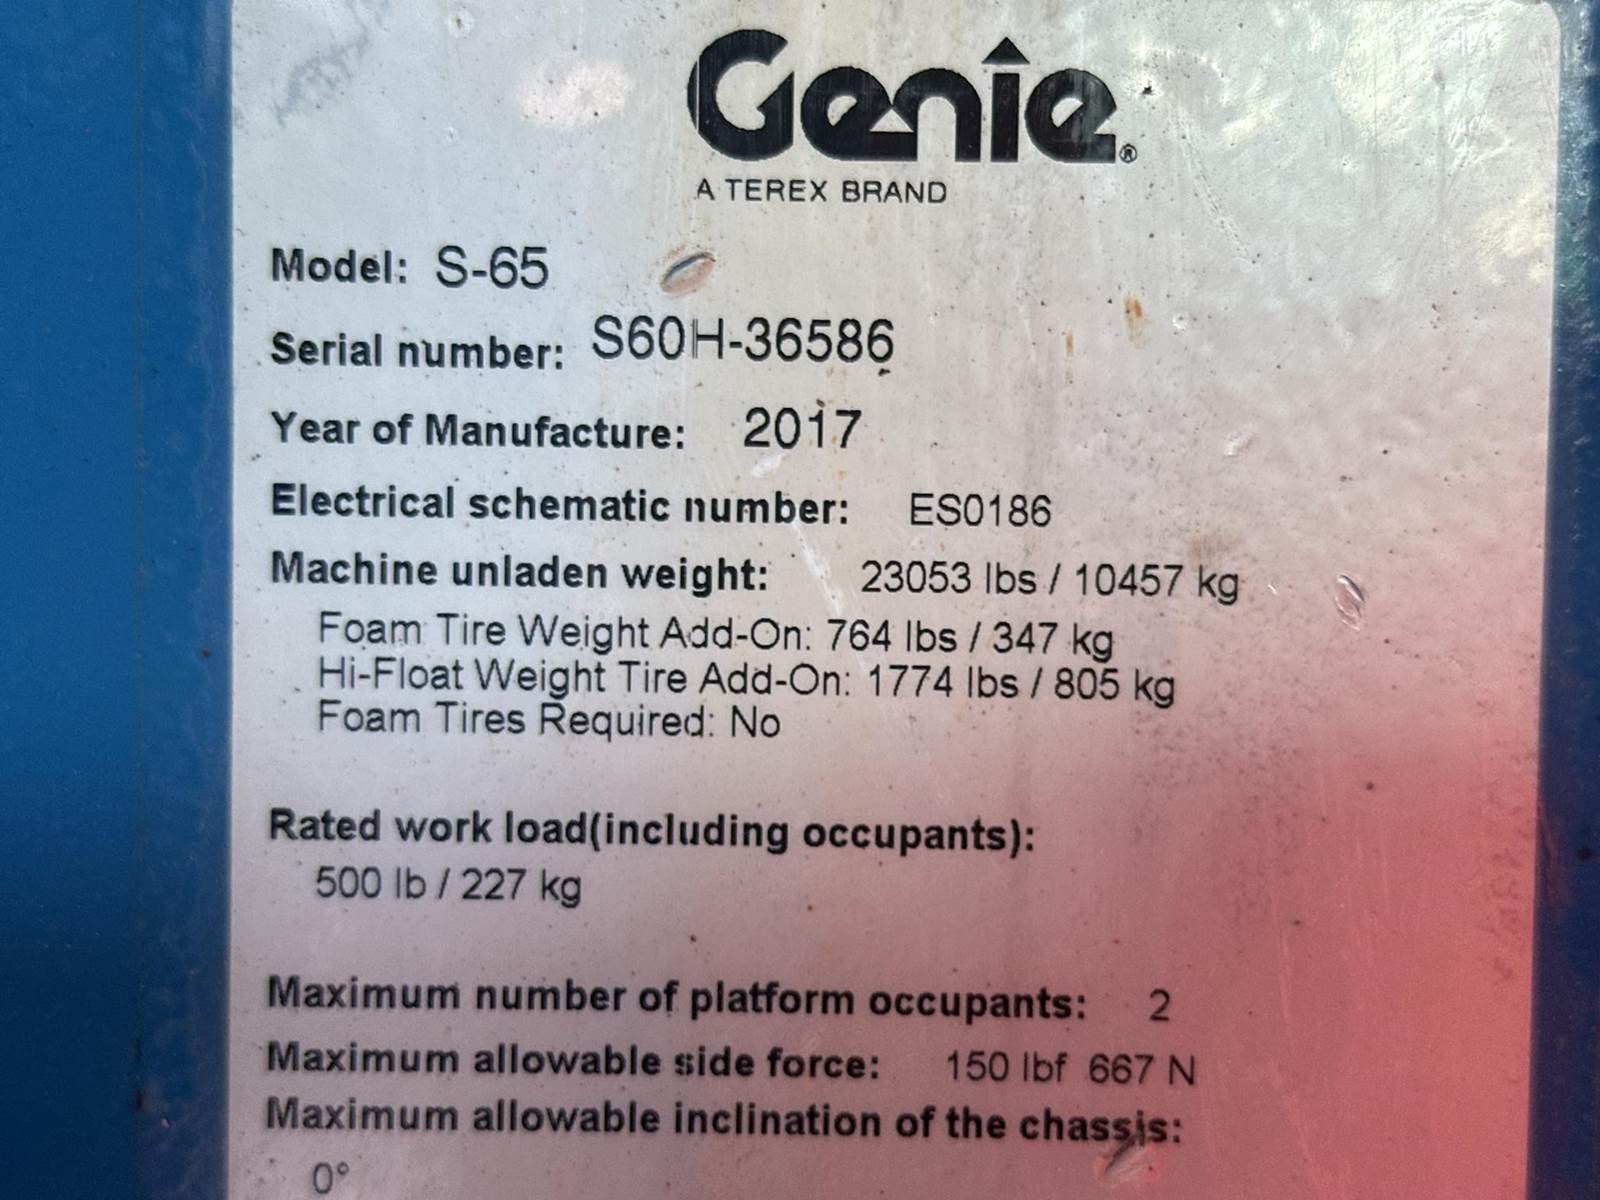 Genie®
A TEREX BRAND
Model: S-65
Serial number: S60H-36586
Year of Manufacture: 2017
Electrical schematic number: ES0186
Machine unladen weight: 23053 lbs / 10457 kg
Foam Tire Weight Add-On: 764 lbs / 347 kg
Hi-Float Weight Tire Add-On: 1774 lbs / 805 kg
Foam Tires Required: No
Rated work load(including occupants):
500 lb / 227 kg
Maximum number of platform occupants: 2
Maximum allowable side force: 150 lbf 667 N
Maximum allowable inclination of the chassis:
0°